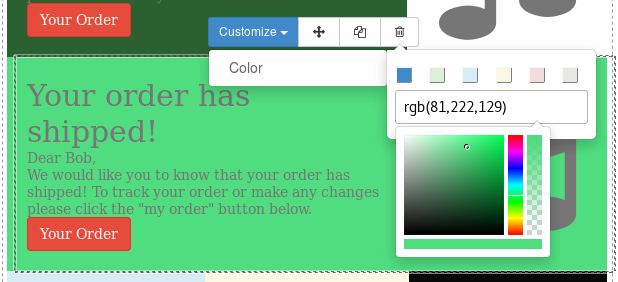 Your Order
Customize
Color
rgb(81,222,129)
Your order has
shipped!
Dear Bob,
We would like you to know that your order has
shipped! To track your order or make any changes
please click the "my order" button below.
Your Order